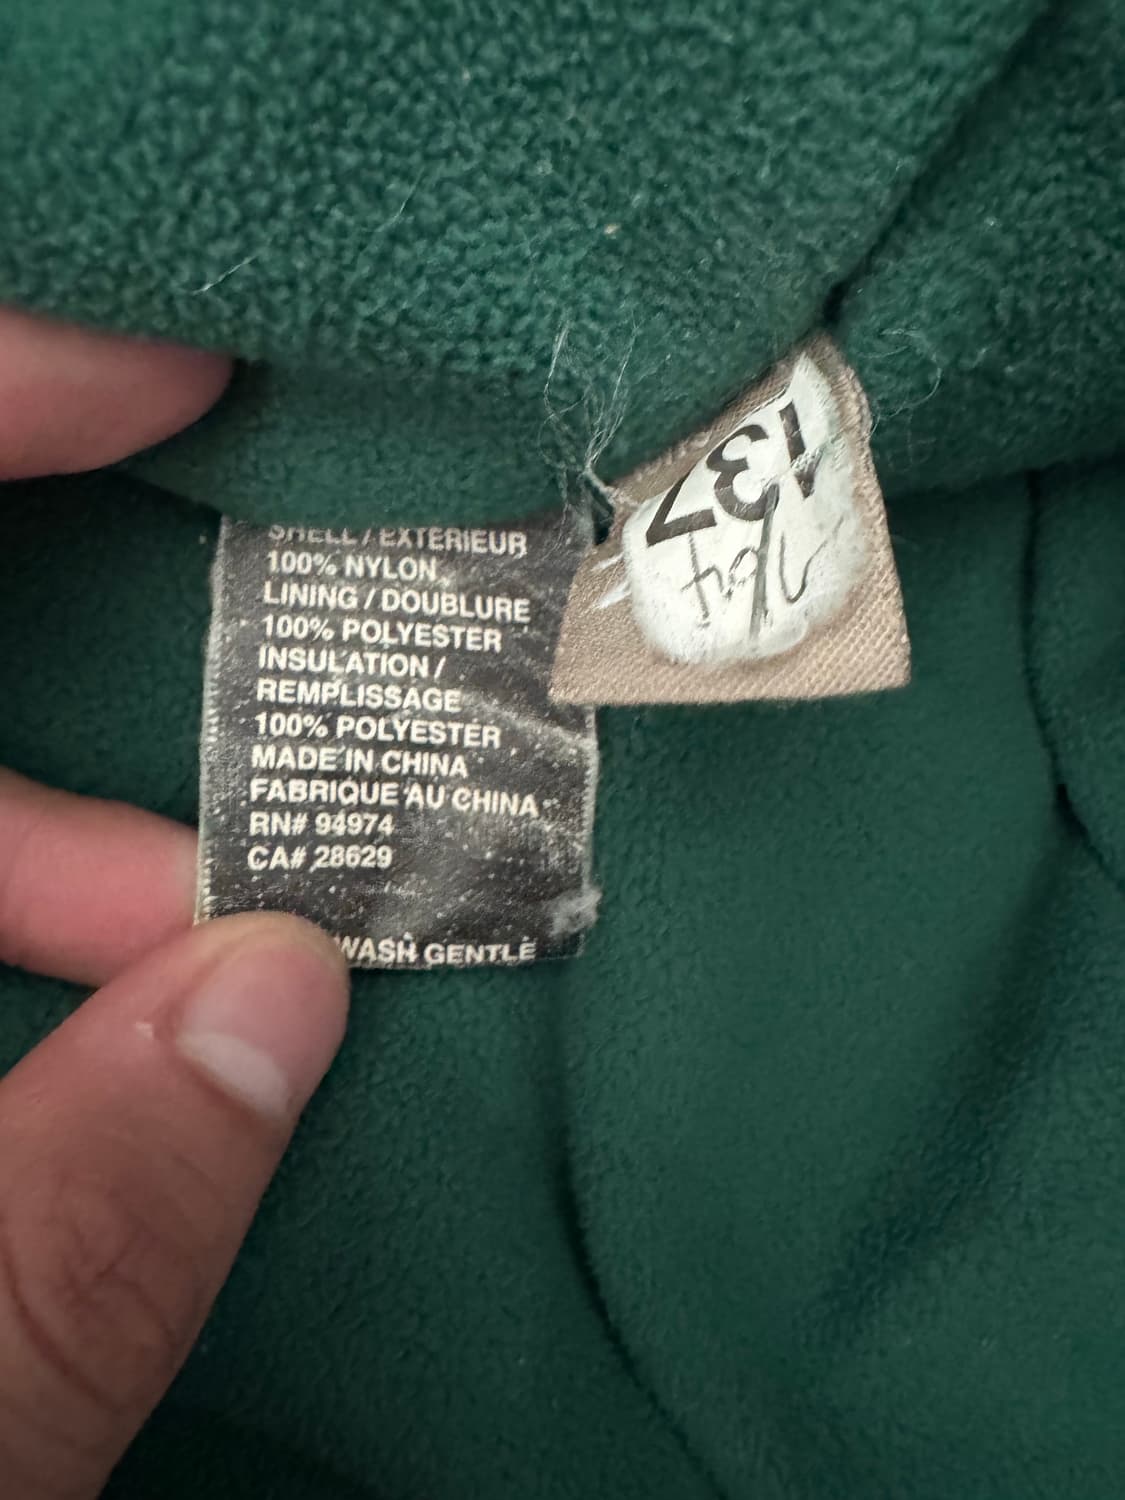 SHELL / EXTERIEUR
100% NYLON
LINING / DOUBLURE
100% POLYESTER
INSULATION /
REMPLISSAGE
100% POLYESTER
MADE IN CHINA
FABRIQUE AU CHINA
RN# 94974
CA# 28629
WASH GENTLE
137